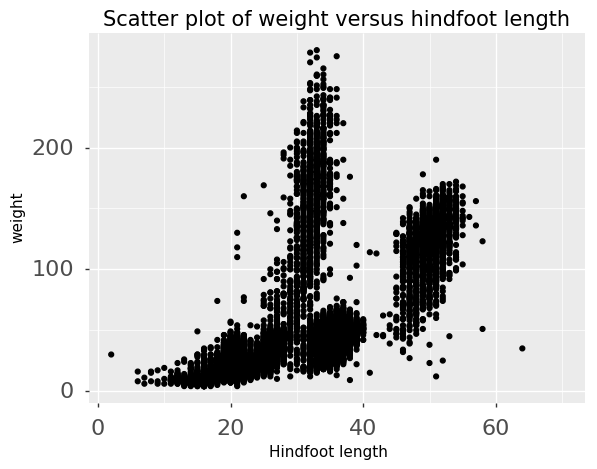 Scatter plot of weight versus hindfoot length
200
100
0
weight
0 20 40 60
Hindfoot length